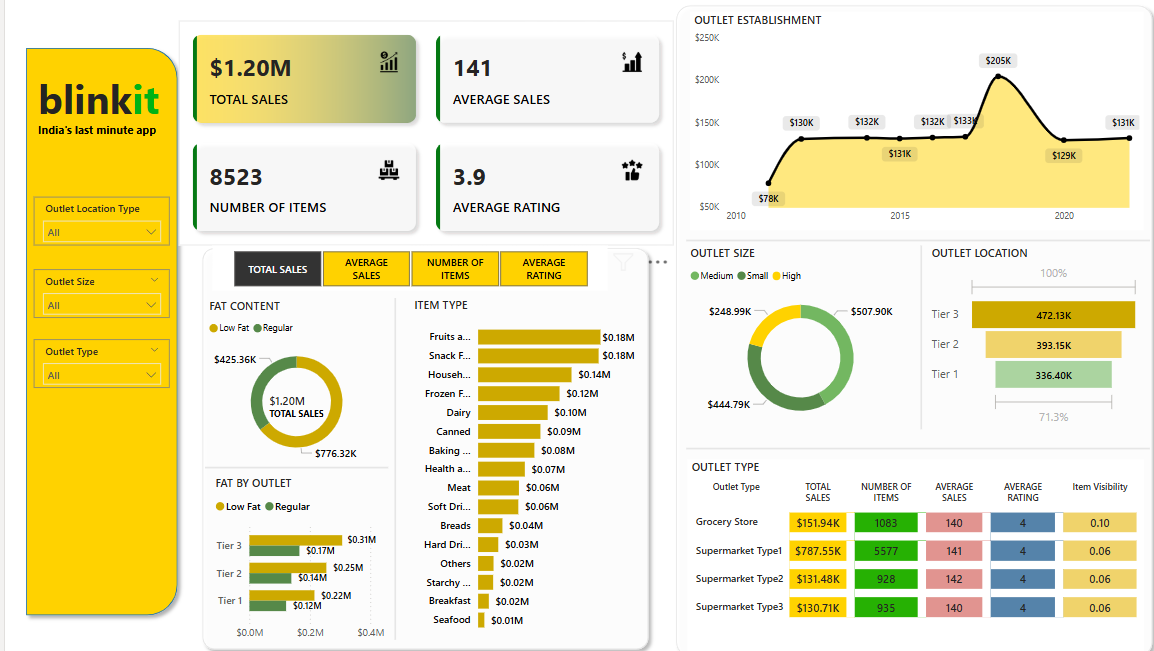 blinkit
India's last minute app
Outlet Location Type
All
Outlet Size
All
Outlet Type
All
$1.20M
TOTAL SALES
141
AVERAGE SALES
8523
NUMBER OF ITEMS
3.9
AVERAGE RATING
TOTAL SALES
AVERAGE
SALES
NUMBER OF
ITEMS
AVERAGE
RATING
FAT CONTENT
Low Fat Regular
$425.36K
$1.20M
TOTAL SALES
$776.32K
FAT BY OUTLET
Low Fat Regular
Tier 3 $0.31M
$0.17M
Tier 2 $0.25M
$0.14M
Tier 1 $0.22M
$0.12M
$0.0M $0.2M $0.4M
ITEM TYPE
Fruits a... $0.18M
Snack F... $0.18M
Househ... $0.14M
Frozen F... $0.12M
Dairy $0.10M
Canned $0.09M
Baking ... $0.08M
Health a... $0.07M
Meat $0.06M
Soft Dri... $0.06M
Breads $0.04M
Hard Dri... $0.03M
Others $0.02M
Starchy ... $0.02M
Breakfast $0.02M
Seafood $0.01M
OUTLET ESTABLISHMENT
$250K
$200K
$150K
$100K
$50K
$78K
$130K
$132K
$131K
$132K
$133K
$205K
$129K
$131K
2010 2015 2020
OUTLET SIZE
Medium Small High
$248.99K
$507.90K
$444.79K
OUTLET LOCATION
100%
Tier 3 472.13K
Tier 2 393.15K
Tier 1 336.40K
71.3%
OUTLET TYPE
Outlet Type TOTAL SALES NUMBER OF ITEMS AVERAGE SALES AVERAGE RATING Item Visibility
Grocery Store $151.94K 1083 140 4 0.10
Supermarket Type1 $787.55K 5577 141 4 0.06
Supermarket Type2 $131.48K 928 142 4 0.06
Supermarket Type3 $130.71K 935 140 4 0.06